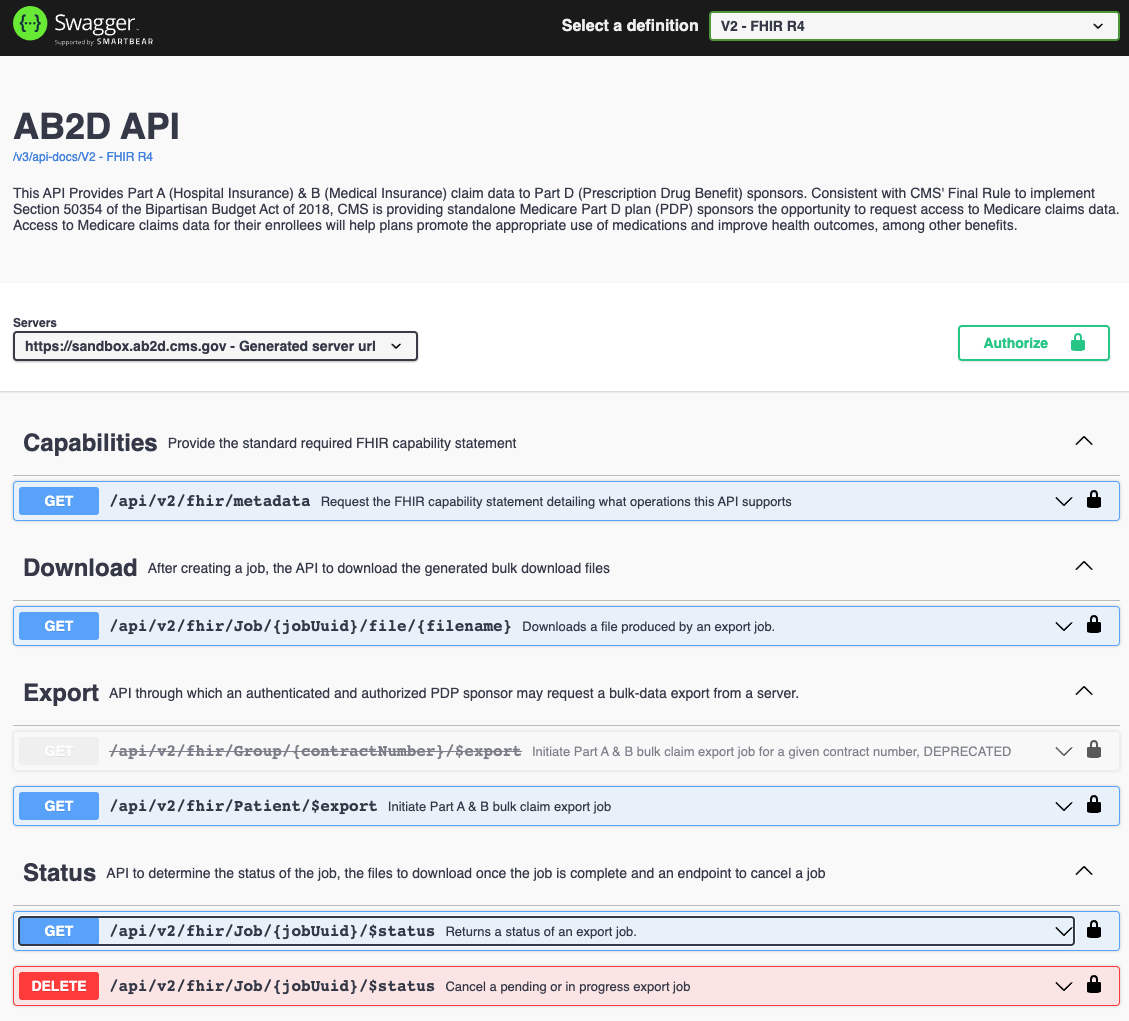 Swagger.
Supported by SMARTBEAR
Select a definition
V2 - FHIR R4
AB2D API
/v3/api-docs/V2 - FHIR R4
This API Provides Part A (Hospital Insurance) & B (Medical Insurance) claim data to Part D (Prescription Drug Benefit) sponsors. Consistent with CMS' Final Rule to implement
Section 50354 of the Bipartisan Budget Act of 2018, CMS is providing standalone Medicare Part D plan (PDP) sponsors the opportunity to request access to Medicare claims data.
Access to Medicare claims data for their enrollees will help plans promote the appropriate use of medications and improve health outcomes, among other benefits.
Servers
https://sandbox.ab2d.cms.gov - Generated server url
Authorize
Capabilities Provide the standard required FHIR capability statement
GET /api/v2/fhir/metadata Request the FHIR capability statement detailing what operations this API supports
Download After creating a job, the API to download the generated bulk download files
GET /api/v2/fhir/Job/{jobUuid}/file/{filename} Downloads a file produced by an export job.
Export API through which an authenticated and authorized PDP sponsor may request a bulk-data export from a server.
GET /api/v2/fhir/Group/{contractNumber}/$export Initiate Part A & B bulk claim export job for a given contract number, DEPRECATED
GET /api/v2/fhir/Patient/$export Initiate Part A & B bulk claim export job
Status API to determine the status of the job, the files to download once the job is complete and an endpoint to cancel a job
GET /api/v2/fhir/Job/{jobUuid}/$status Returns a status of an export job.
DELETE /api/v2/fhir/Job/{jobUuid}/$status Cancel a pending or in progress export job